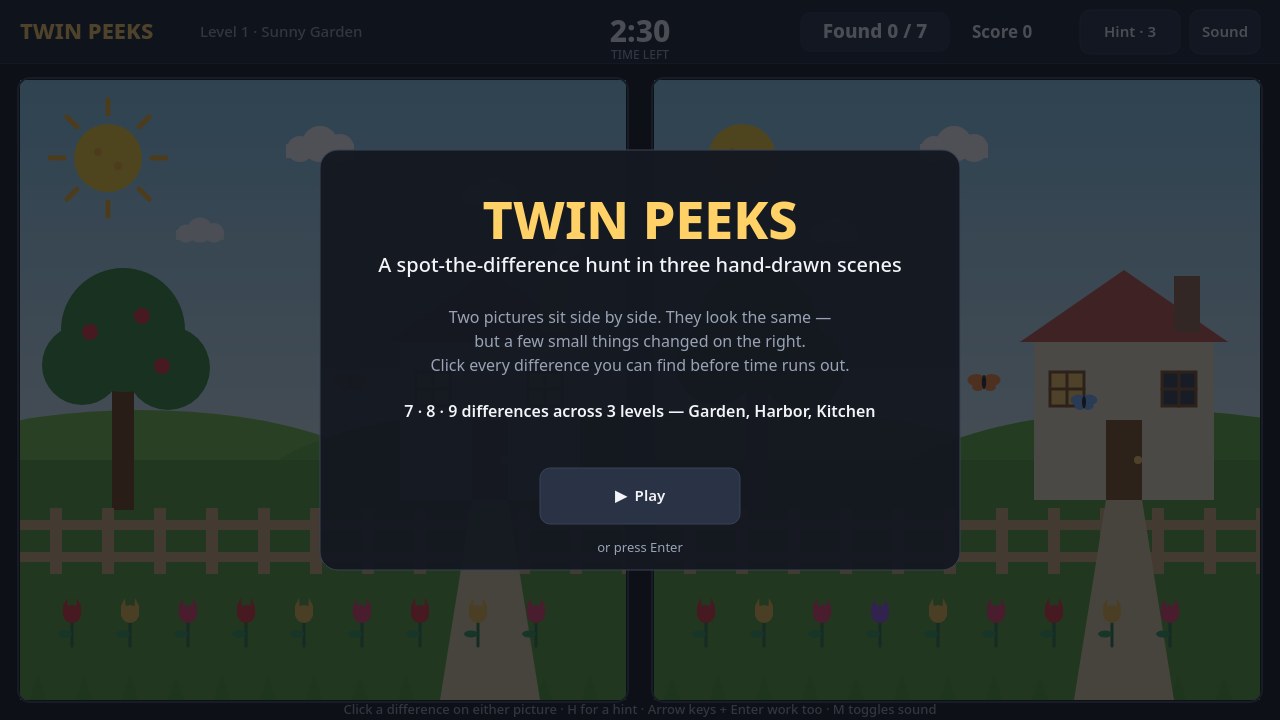 TWIN PEEKS
Level 1 · Sunny Garden
2:30
TIME LEFT
Found 0 / 7
Score 0
Hint · 3
Sound
TWIN PEEKS
A spot-the-difference hunt in three hand-drawn scenes
Two pictures sit side by side. They look the same —
but a few small things changed on the right.
Click every difference you can find before time runs out.
7 · 8 · 9 differences across 3 levels — Garden, Harbor, Kitchen
▶ Play
or press Enter
Click a difference on either picture · H for a hint · Arrow keys + Enter work too · M toggles sound